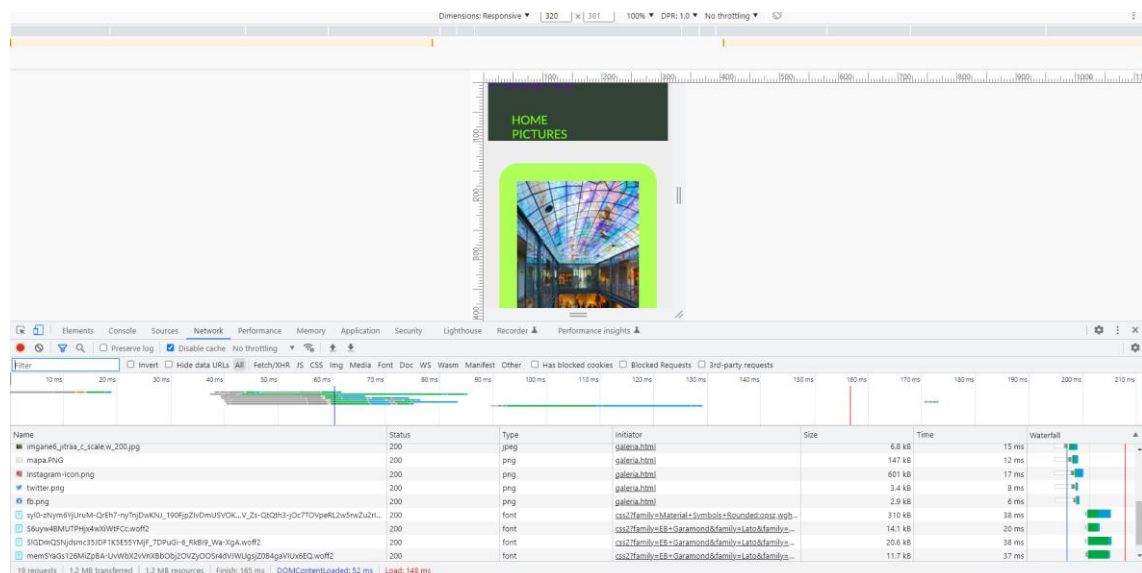 Dimensions: Responsive ▼ 320 × 381 100% ▼ DPR: 1.0 ▼ No throttling ▼
100 200 300 400 500 600 700 800 900 1000
HOME
PICTURES
Elements Console Sources Network Performance Memory Application Security Lighthouse Recorder Performance insights
Preserve log Disable cache No throttling ▼
Filter Invert Hide data URLs All Fetch/XHR JS CSS Img Media Font Doc WS Wasm Manifest Other Has blocked cookies Blocked Requests 3rd-party requests
10 ms 20 ms 30 ms 40 ms 50 ms 60 ms 70 ms 80 ms 90 ms 100 ms 110 ms 120 ms 130 ms 140 ms 150 ms 160 ms 170 ms 180 ms 190 ms 200 ms 210 ms
Name Status Type Initiator Size Time Waterfall
imgane6_jitraa_c_scale,w_200.jpg 200 jpeg galeria.html 6.8 kB 15 ms
mapa.PNG 200 png galeria.html 147 kB 12 ms
Instagram-Icon.png 200 png galeria.html 601 kB 17 ms
twitter.png 200 png galeria.html 3.4 kB 8 ms
fb.png 200 png galeria.html 2.9 kB 6 ms
200 font css2?family=Material+Symbols+Rounded:opsz,wgh... 310 kB 38 ms
S6uyw4BMUTPHjx4wXiWtFCc.woff2 200 font css2?family=EB+Garamond&family=Lato&family=... 14.1 kB 20 ms
200 font css2?family=EB+Garamond&family=Lato&family=... 20.6 kB 38 ms
200 font css2?family=EB+Garamond&family=Lato&family=... 11.7 kB 37 ms
19 requests 1.2 MB transferred 1.2 MB resources Finish: 165 ms DOMContentLoaded: 52 ms Load: 148 ms